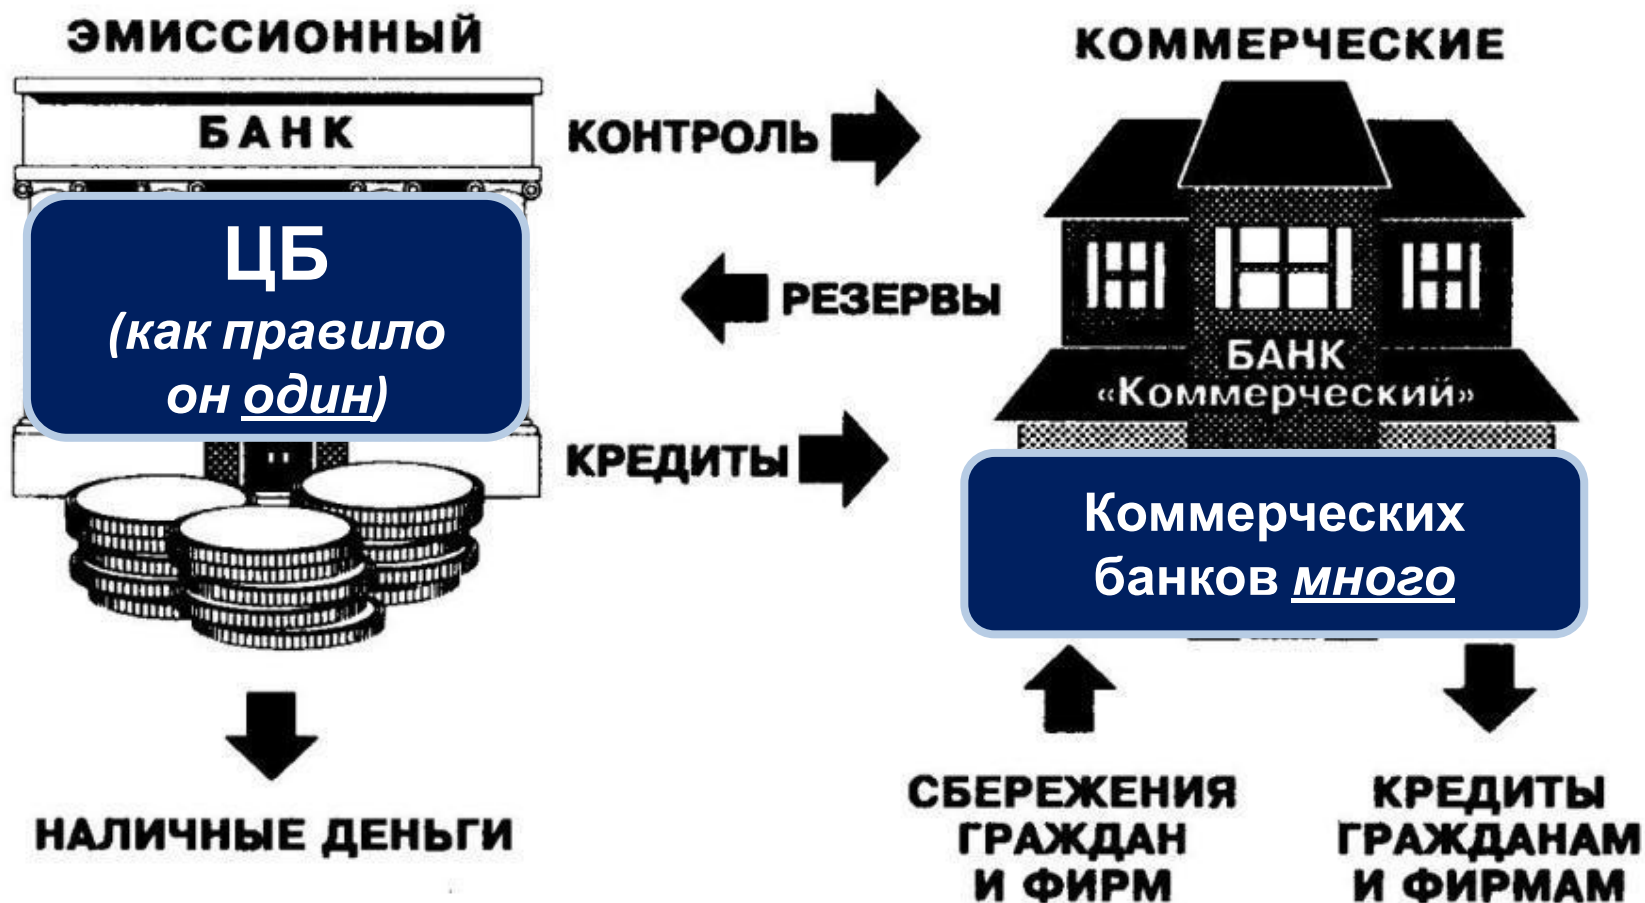 ЭМИССИОННЫЙ
БАНК
ЦБ
(как правило
он один)
НАЛИЧНЫЕ ДЕНЬГИ
КОНТРОЛЬ
РЕЗЕРВЫ
КРЕДИТЫ
КОММЕРЧЕСКИЕ
БАНК
«Коммерческий»
Коммерческих
банков много
СБЕРЕЖЕНИЯ
ГРАЖДАН
И ФИРМ
КРЕДИТЫ
ГРАЖДАНАМ
И ФИРМАМ